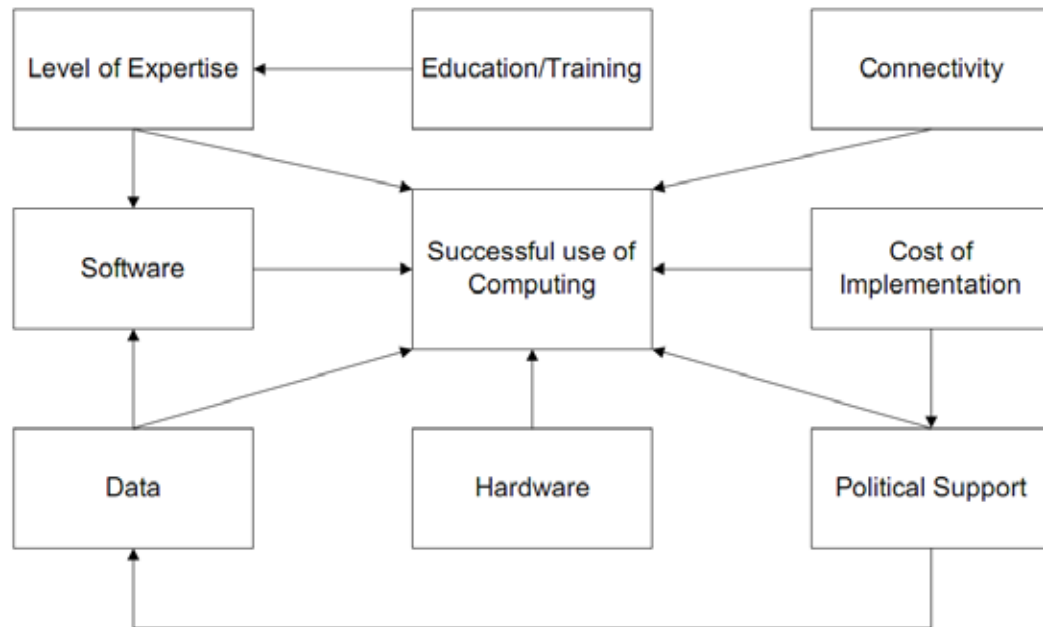 Level of Expertise
Education/Training
Connectivity
Software
Successful use of
Computing
Cost of
Implementation
Data
Hardware
Political Support